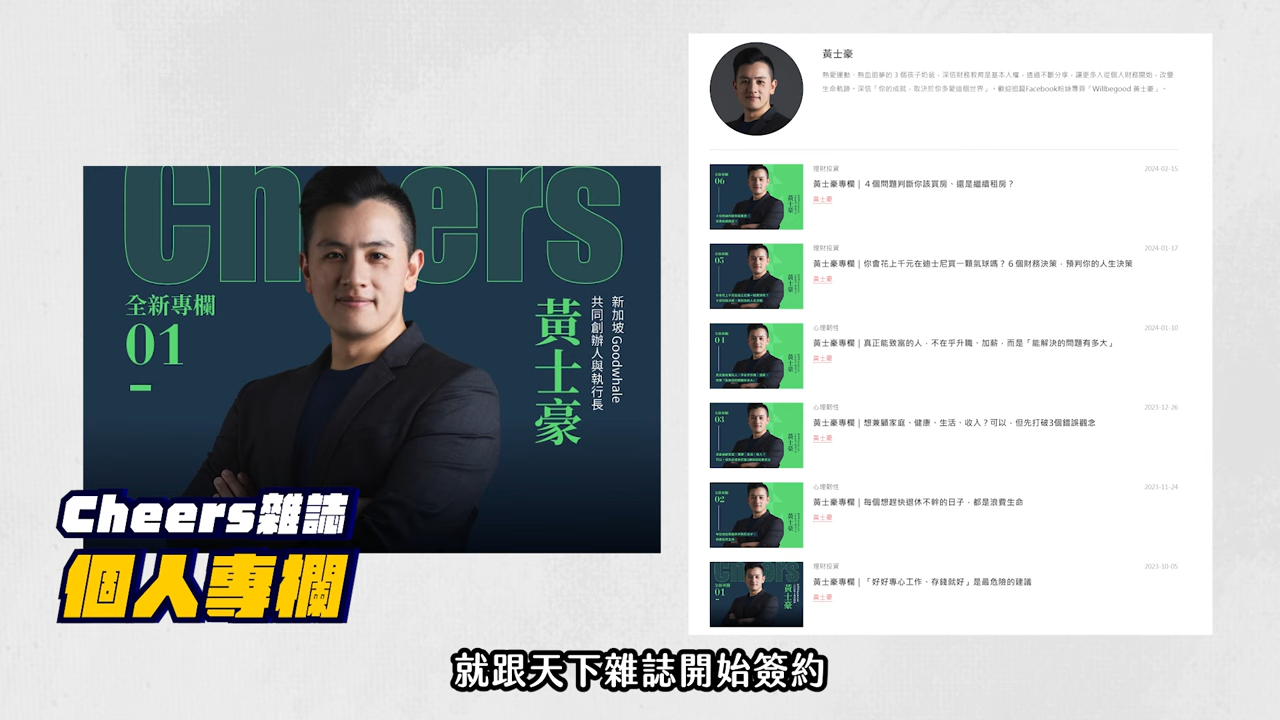 Cheers
全新專欄
01
黃士豪
共同創辦人與執行長
新加坡Goodwhale
Cheers雜誌
個人專欄
黃士豪
熱愛運動、熱血追夢的 3 個孩子奶爸，深信財務教育是基本人權，透過不斷分享，讓更多人從個人財務開始，改變
生命軌跡。深信「你的成就，取決於你多愛這個世界」。歡迎追蹤Facebook粉絲專頁「Willbegood 黃士豪」。
理財投資
2024-02-15
黃士豪專欄｜4 個問題判斷你該買房、還是繼續租房？
黃士豪
06
理財投資
2024-01-17
黃士豪專欄｜你會花上千元在迪士尼買一顆氣球嗎？6 個財務決策，預判你的人生決策
黃士豪
05
心理韌性
2024-01-10
黃士豪專欄｜真正能致富的人，不在乎升職、加薪，而是「能解決的問題有多大」
黃士豪
04
心理韌性
2023-12-26
黃士豪專欄｜想兼顧家庭、健康、生活、收入？可以，但先打破3個錯誤觀念
黃士豪
03
心理韌性
2023-11-24
黃士豪專欄｜每個想趕快退休不幹的日子，都是浪費生命
黃士豪
02
理財投資
2023-10-05
黃士豪專欄｜「好好專心工作、存錢就好」是最危險的建議
黃士豪
01
就跟天下雜誌開始簽約